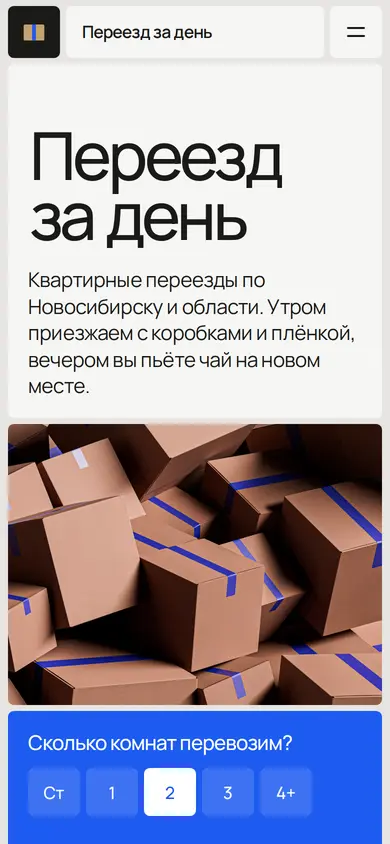 Переезд за день
Переезд
за день
Квартирные переезды по
Новосибирску и области. Утром
приезжаем с коробками и плёнкой,
вечером вы пьёте чай на новом
месте.
Сколько комнат перевозим?
Ст 1 2 3 4+